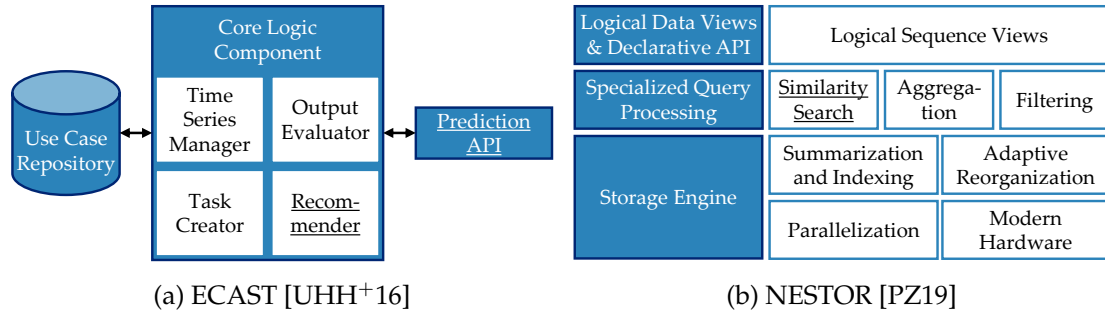 Core Logic
Component
Use Case
Repository
Time
Series
Manager
Output
Evaluator
Task
Creator
Recom-
mender
Prediction
API
(a) ECAST [UHH+16]
Logical Data Views
& Declarative API
Logical Sequence Views
Specialized Query
Processing
Similarity
Search
Aggrega-
tion
Filtering
Storage Engine
Summarization
and Indexing
Adaptive
Reorganization
Parallelization
Modern
Hardware
(b) NESTOR [PZ19]